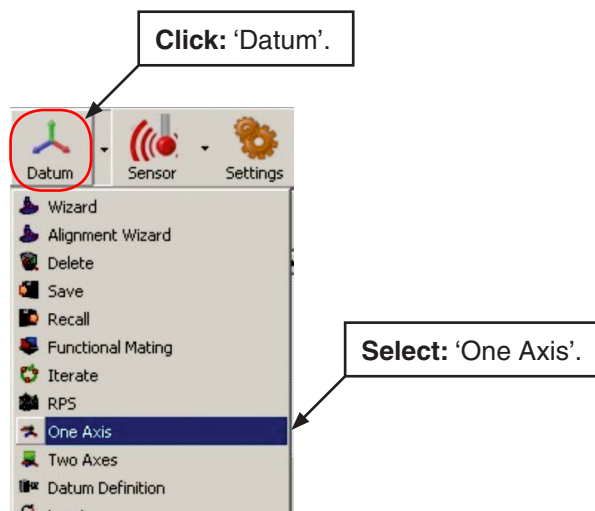 Click: ‘Datum’.
Datum
Sensor
Settings
Wizard
Alignment Wizard
Delete
Save
Recall
Functional Mating
Iterate
RPS
One Axis
Select: ‘One Axis’.
Two Axes
Datum Definition